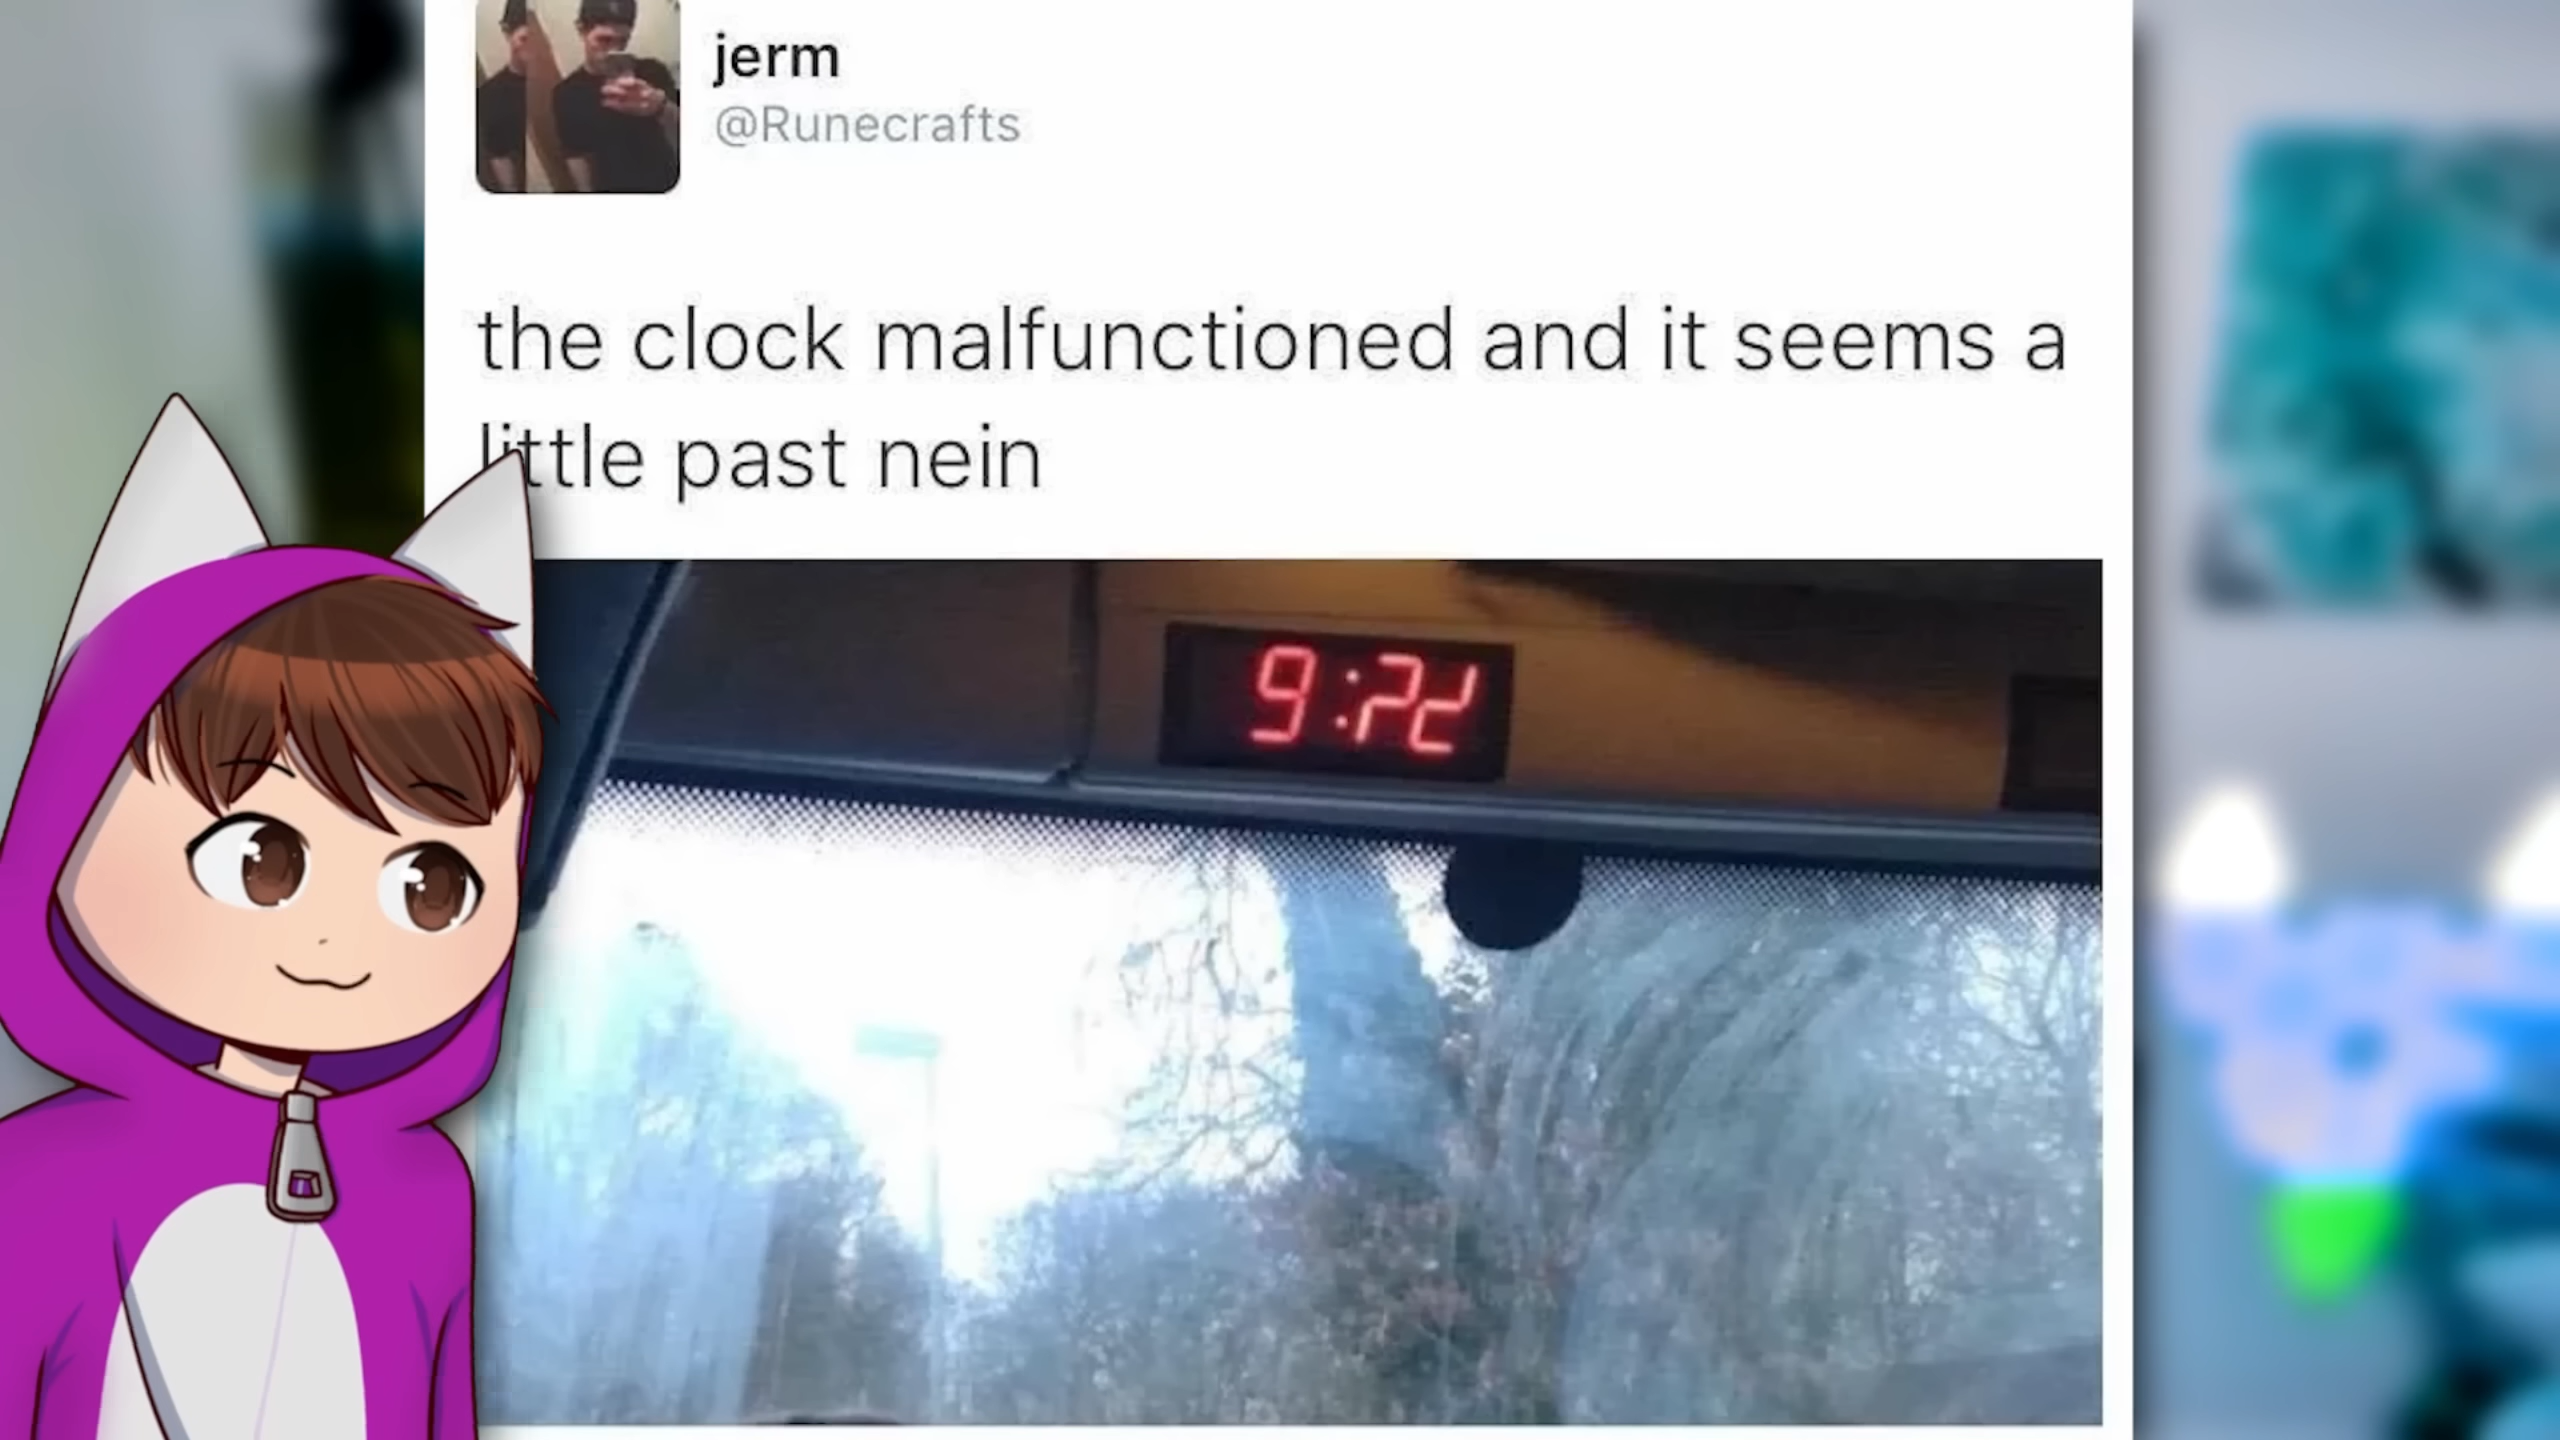 jerm
@Runecrafts
the clock malfunctioned and it seems a
little past nein